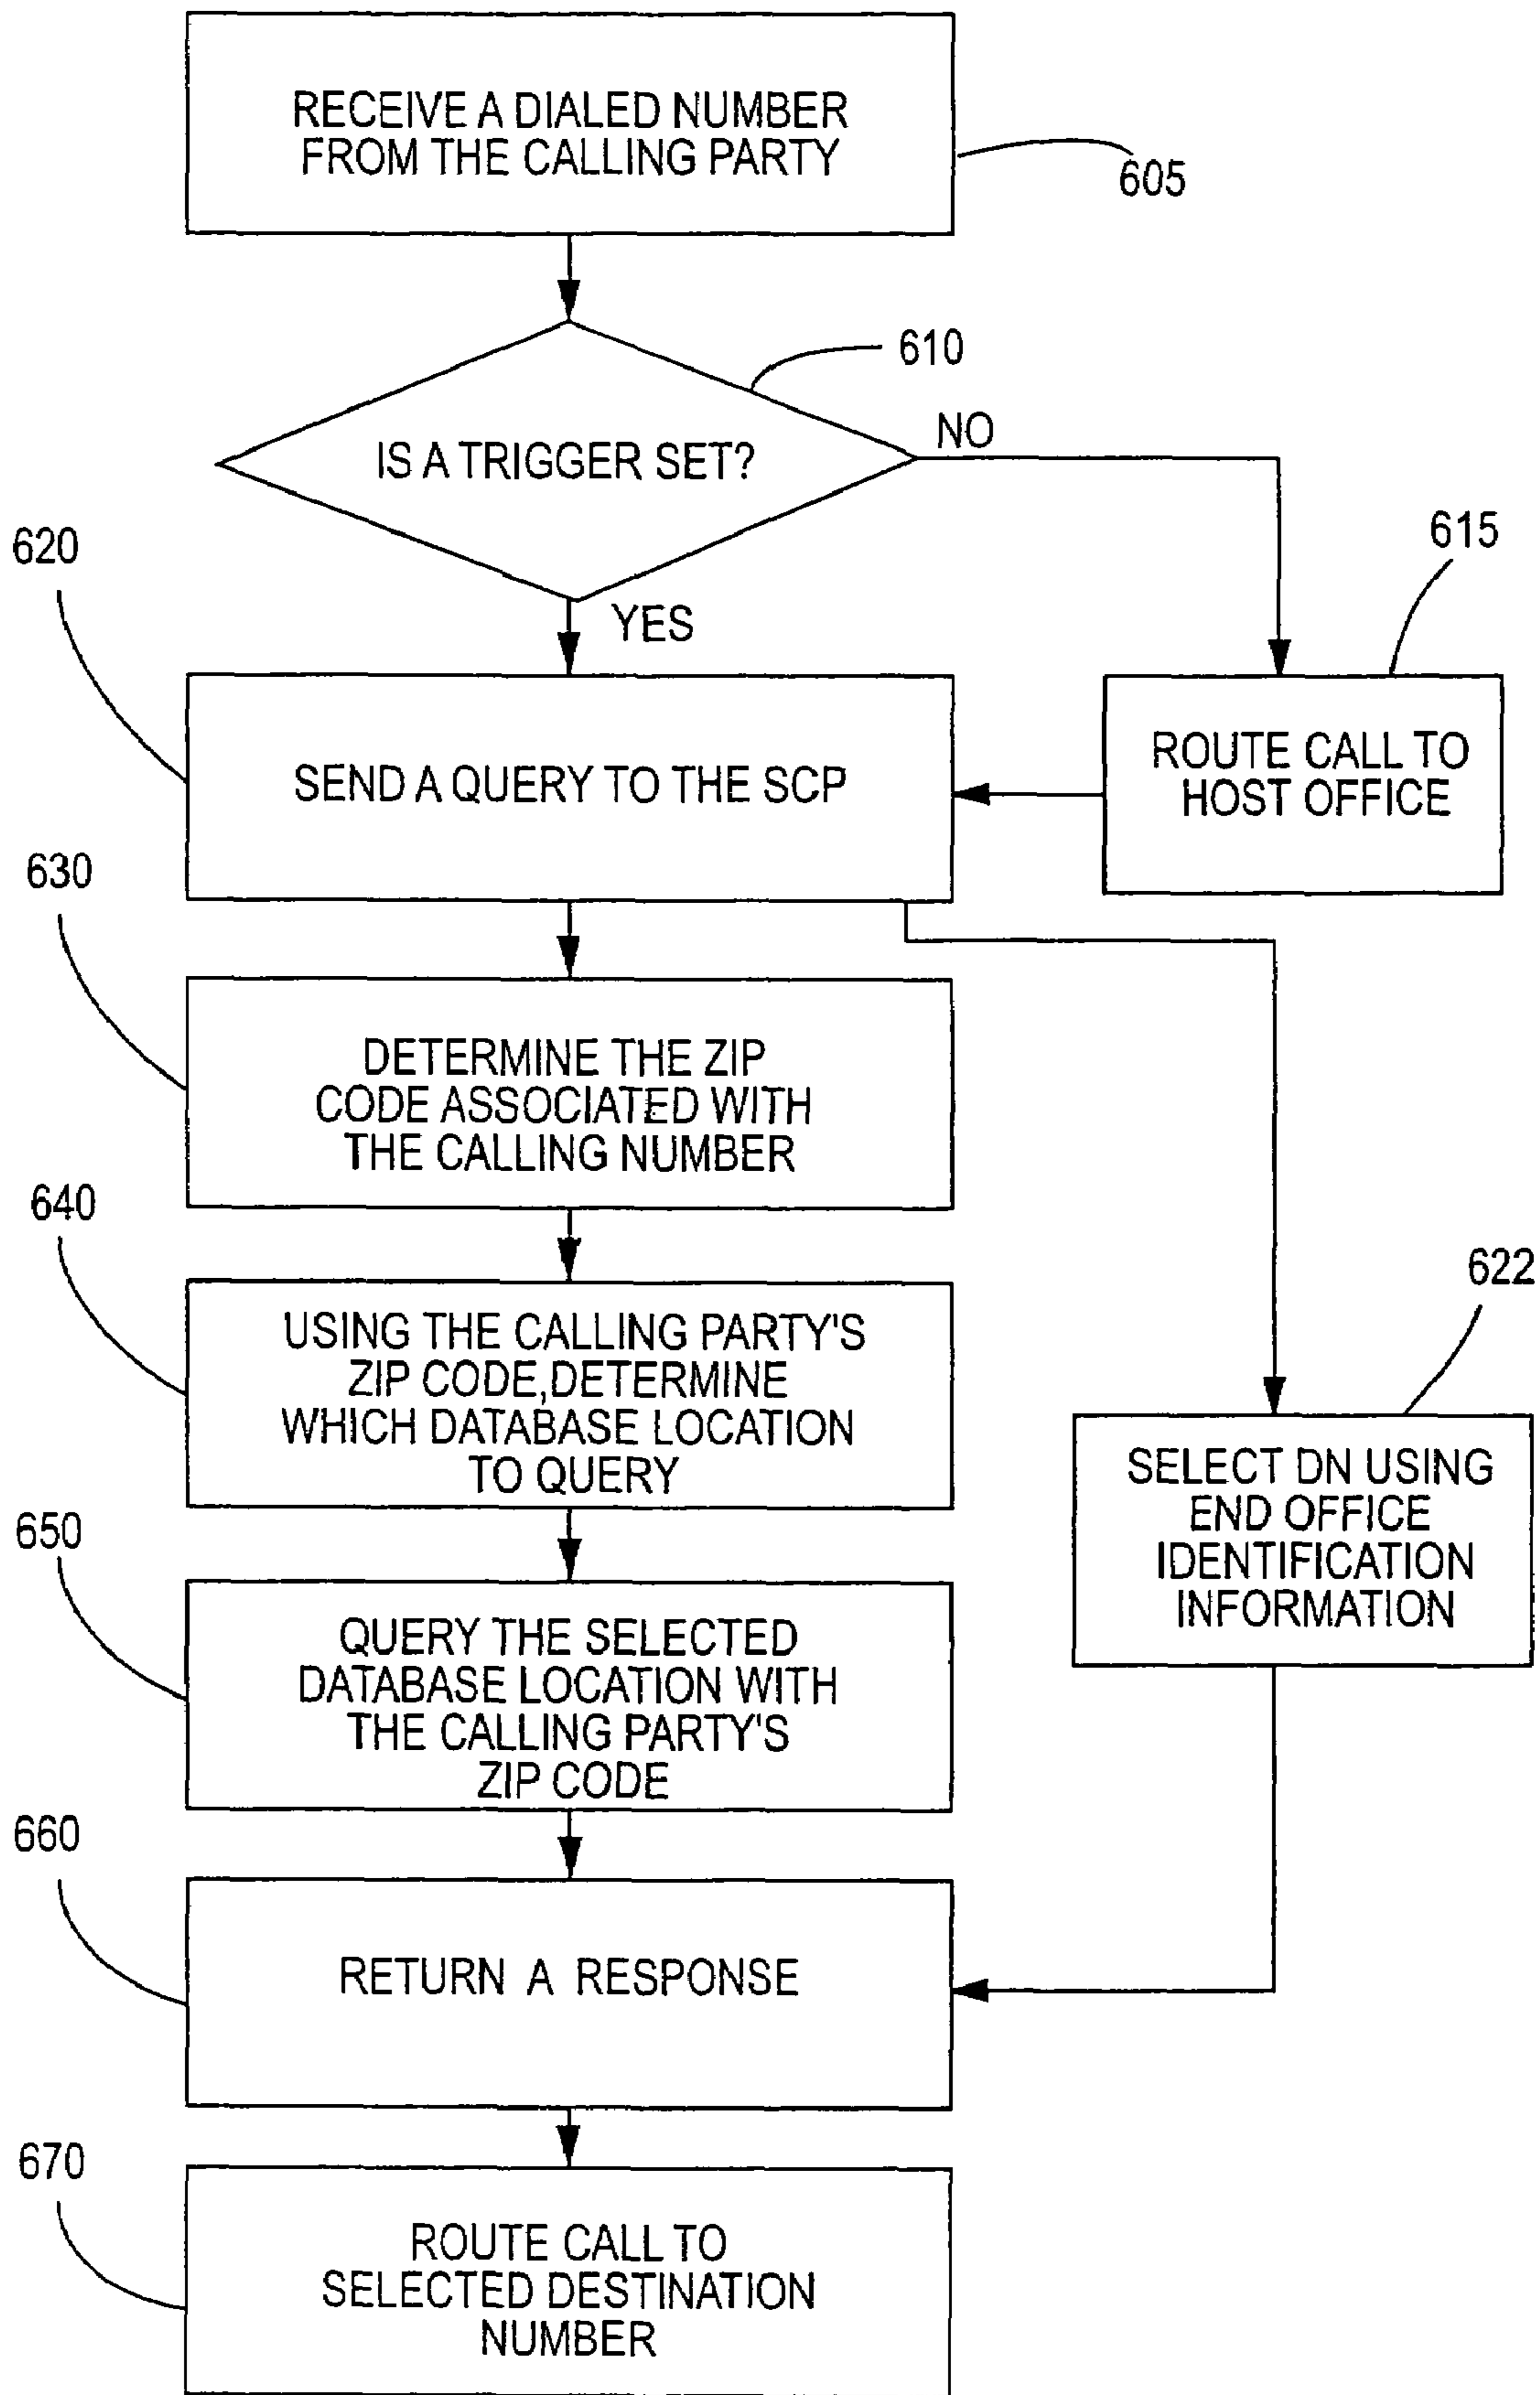 RECEIVE A DIALED NUMBER
FROM THE CALLING PARTY
605
610
IS A TRIGGER SET?
NO
YES
620
615
SEND A QUERY TO THE SCP
ROUTE CALL TO
HOST OFFICE
630
DETERMINE THE ZIP
CODE ASSOCIATED WITH
THE CALLING NUMBER
640
USING THE CALLING PARTY'S
ZIP CODE,DETERMINE
WHICH DATABASE LOCATION
TO QUERY
622
SELECT DN USING
END OFFICE
IDENTIFICATION
INFORMATION
650
QUERY THE SELECTED
DATABASE LOCATION WITH
THE CALLING PARTY'S
ZIP CODE
660
RETURN A RESPONSE
670
ROUTE CALL TO
SELECTED DESTINATION
NUMBER